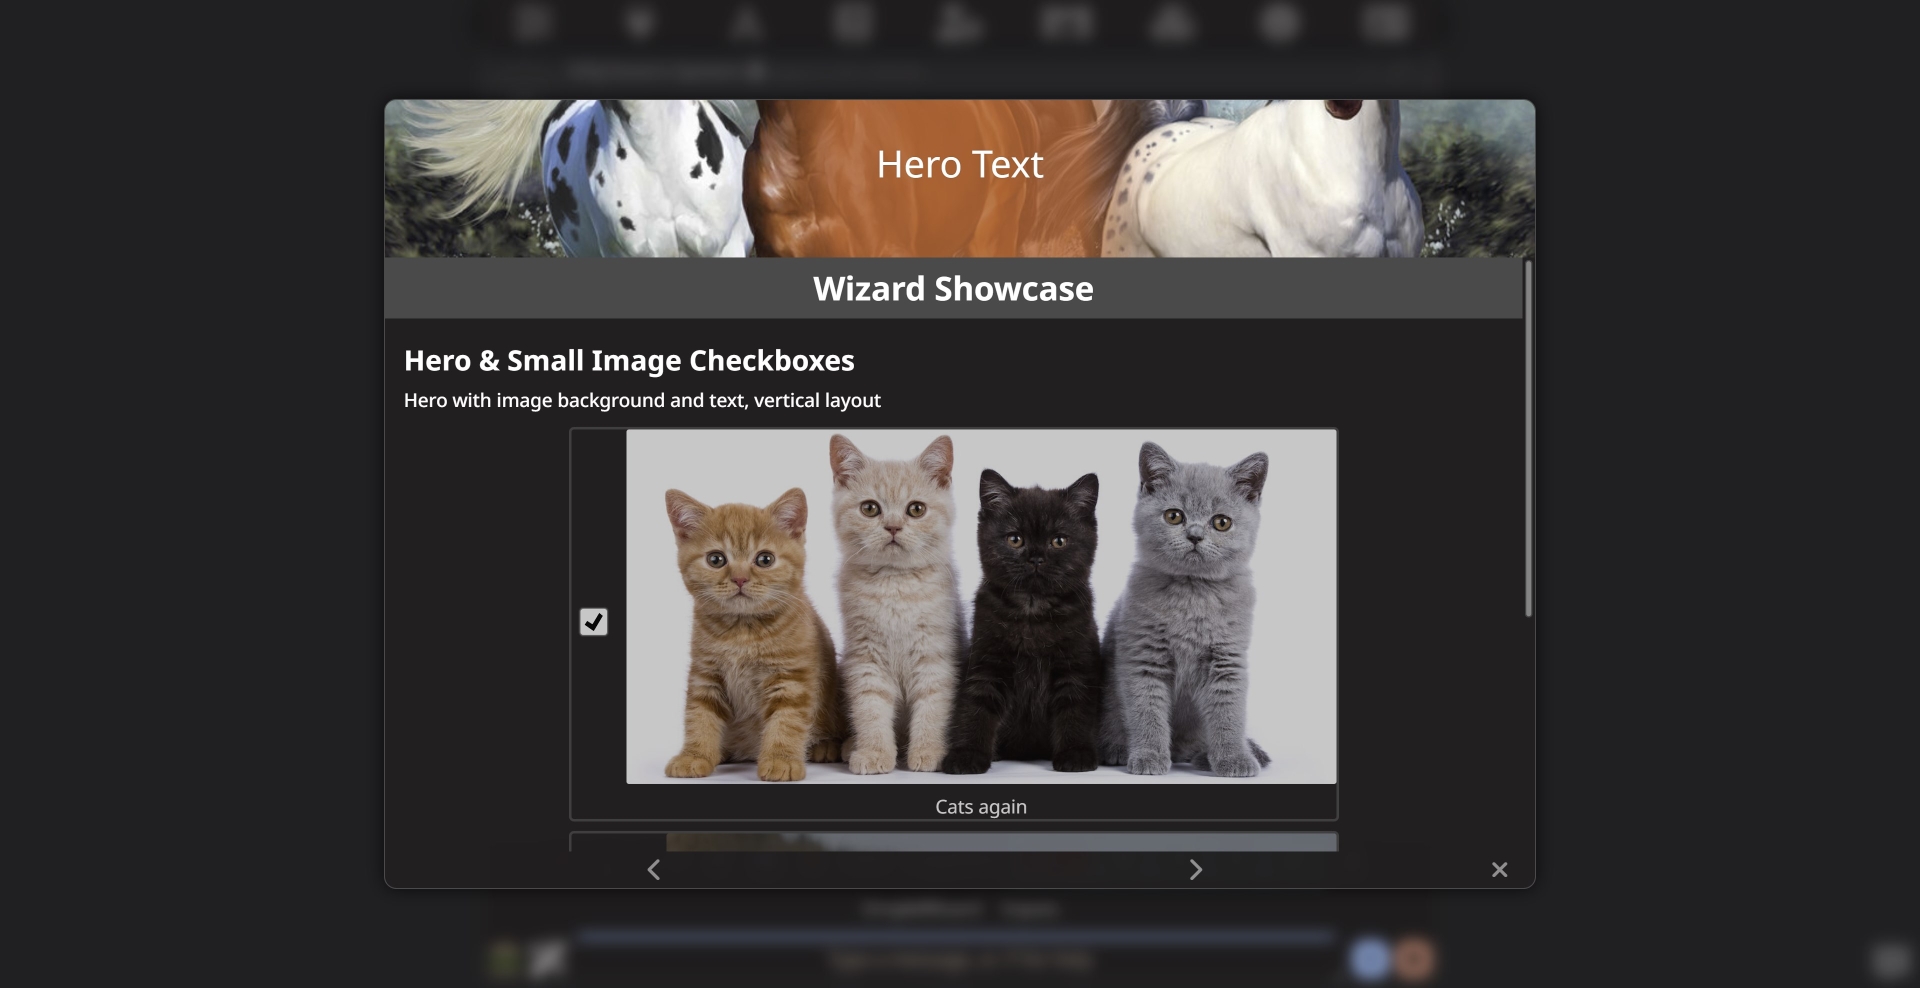 Hero Text
Wizard Showcase
Hero & Small Image Checkboxes
Hero with image background and text, vertical layout
Cats again